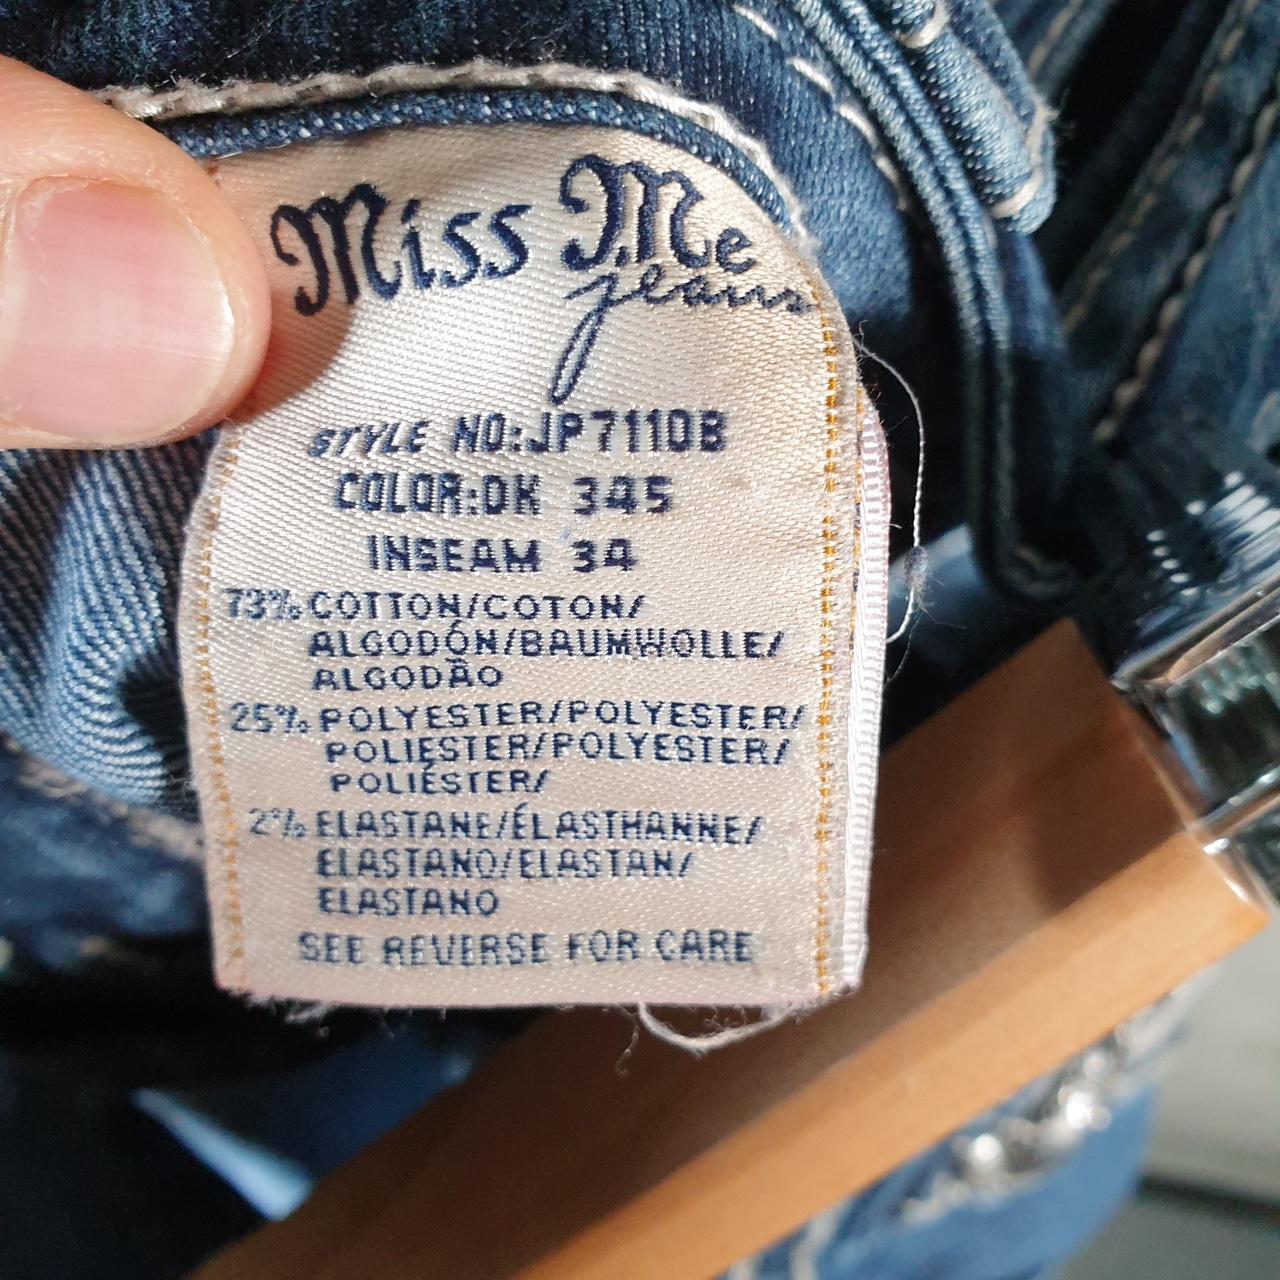 Miss Me
jeans
STYLE NO:JP7110B
COLOR:DK 345
INSEAM 34
73% COTTON/COTON/
ALGODÓN/BAUMWOLLE/
ALGODÃO
25% POLYESTER/POLYESTER/
POLIESTER/POLYESTER/
POLIÉSTER/
2% ELASTANE/ÉLASTHANNE/
ELASTANO/ELASTAN/
ELASTANO
SEE REVERSE FOR CARE